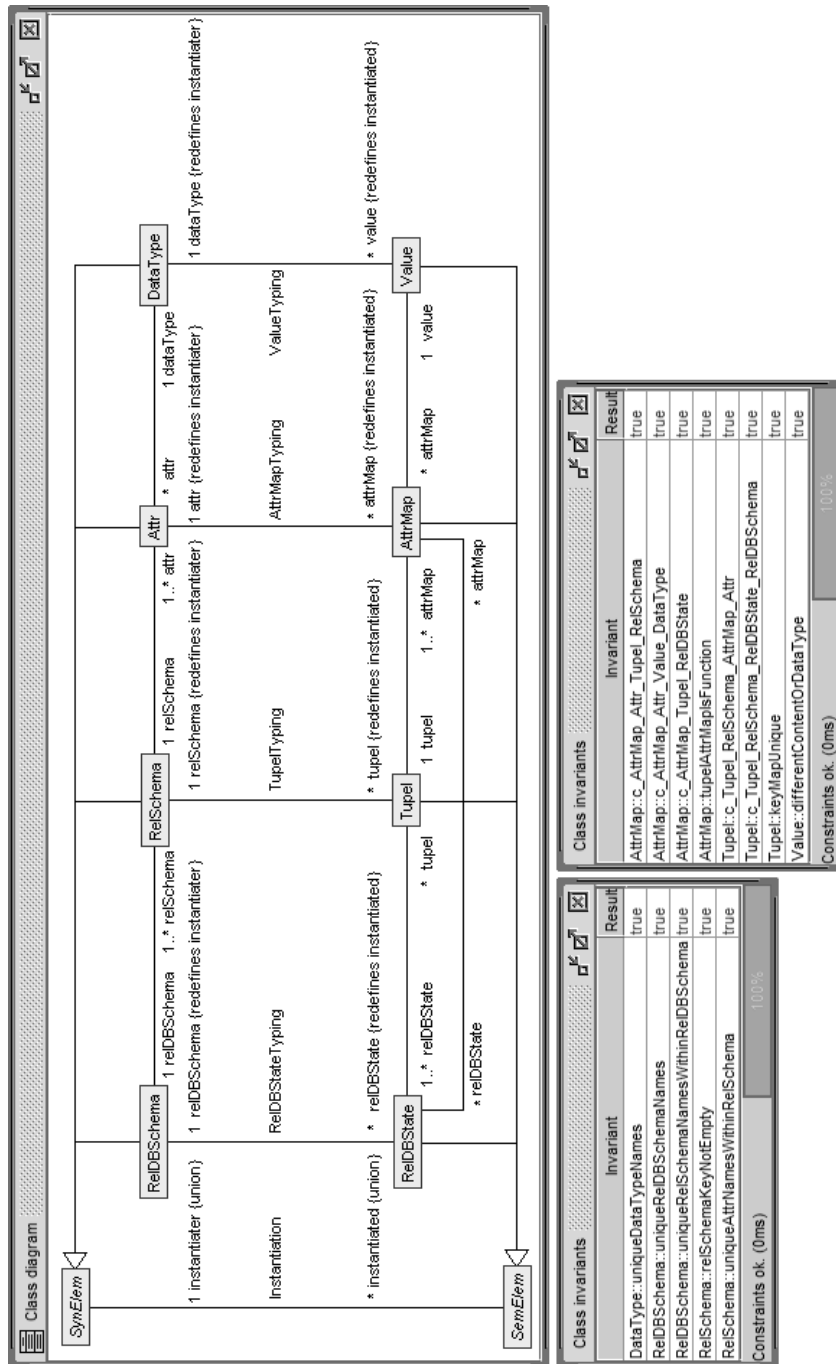 Class diagram
SynElem
RelDBSchema
RelSchema
Attr
DataType
1 relDBSchema
1..* relSchema
1 relSchema
1..* attr
* attr
1 dataType
1 instantiater {union}
1 relDBSchema {redefines instantiater}
1 relSchema {redefines instantiater}
1 attr {redefines instantiater}
1 dataType {redefines instantiater}
Instantiation
RelDBStateTyping
TupelTyping
AttrMapTyping
ValueTyping
* instantiated {union}
* relDBState {redefines instantiated}
* tupel {redefines instantiated}
* attrMap {redefines instantiated}
* value {redefines instantiated}
SemElem
RelDBState
Tupel
AttrMap
Value
1..* relDBState
* tupel
1 tupel
1..* attrMap
* attrMap
1 value
* relDBState
* attrMap
Class invariants
Invariant Result
DataType::uniqueDataTypeNames true
RelDBSchema::uniqueRelDBSchemaNames true
RelDBSchema::uniqueRelSchemaNamesWithinRelDBSchema true
RelSchema::relSchemaKeyNotEmpty true
RelSchema::uniqueAttrNamesWithinRelSchema true
Constraints ok. (0ms) 100%
Class invariants
Invariant Result
AttrMap::c_AttrMap_Attr_Tupel_RelSchema true
AttrMap::c_AttrMap_Attr_Value_DataType true
AttrMap::c_AttrMap_Tupel_RelDBState true
AttrMap::tupelAttrMapIsFunction true
Tupel::c_Tupel_RelSchema_AttrMap_Attr true
Tupel::c_Tupel_RelSchema_RelDBState_RelDBSchema true
Tupel::keyMapUnique true
Value::differentContentOrDataType true
Constraints ok. (0ms) 100%